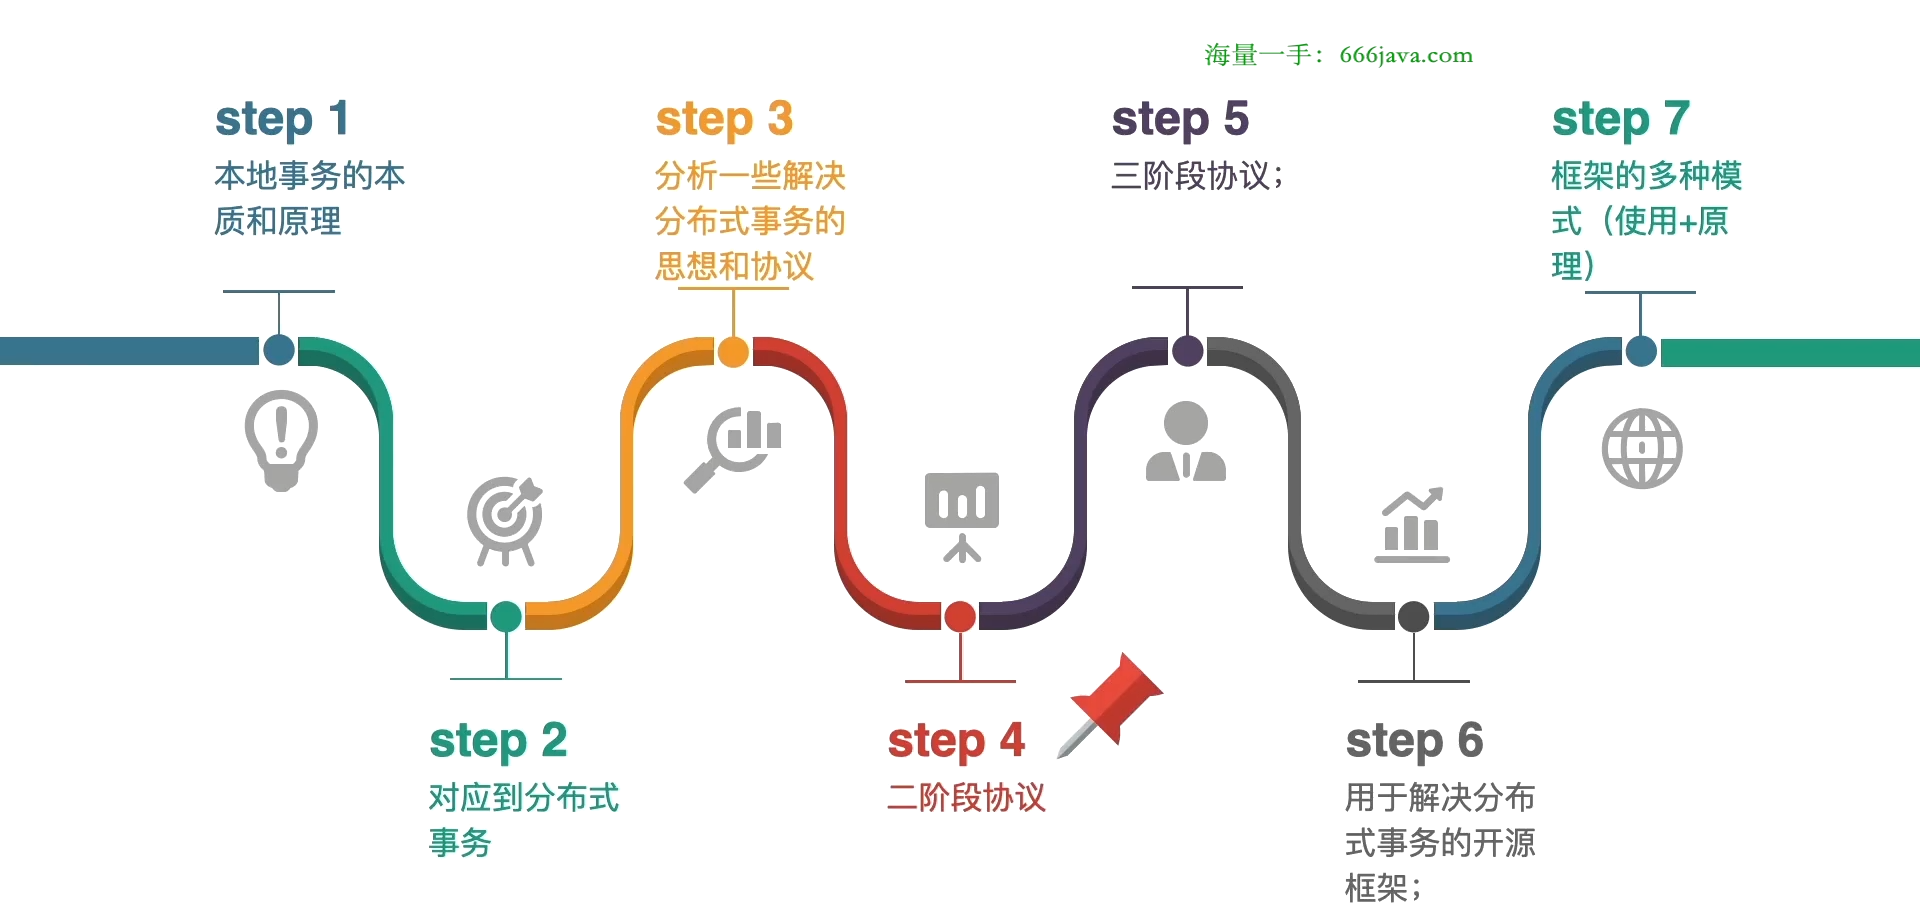 海量一手：666java.com
step 1
本地事务的本
质和原理
step 2
对应到分布式
事务
step 3
分析一些解决
分布式事务的
思想和协议
step 4
二阶段协议
step 5
三阶段协议；
step 6
用于解决分布
式事务的开源
框架；
step 7
框架的多种模
式（使用+原
理）